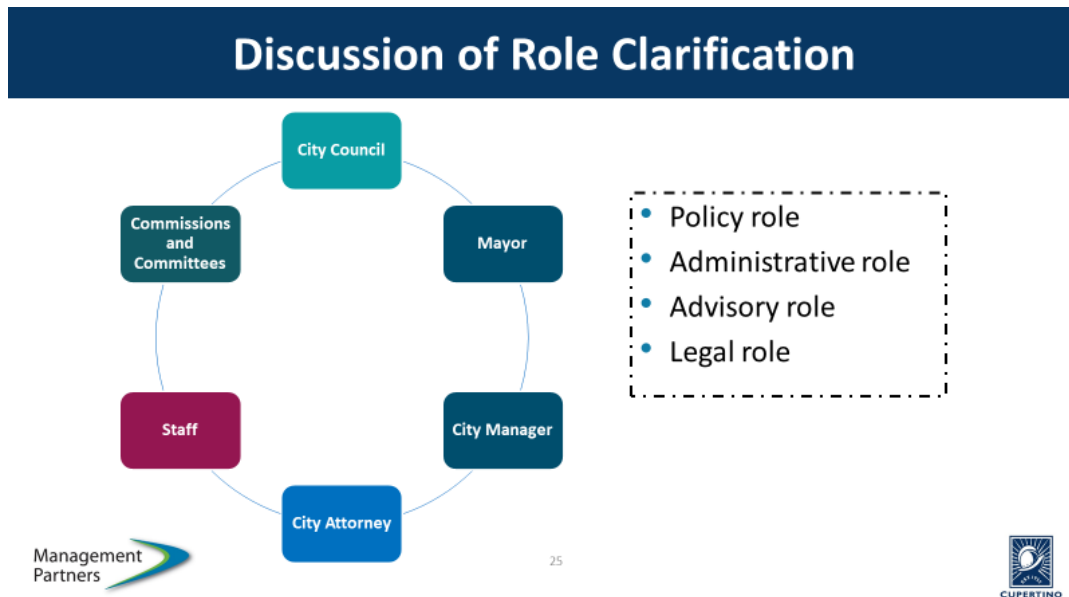 Discussion of Role Clarification
City Council
Commissions
and
Committees
Mayor
Staff
City Manager
City Attorney
• Policy role
• Administrative role
• Advisory role
• Legal role
Management
Partners
25
CUPERTINO